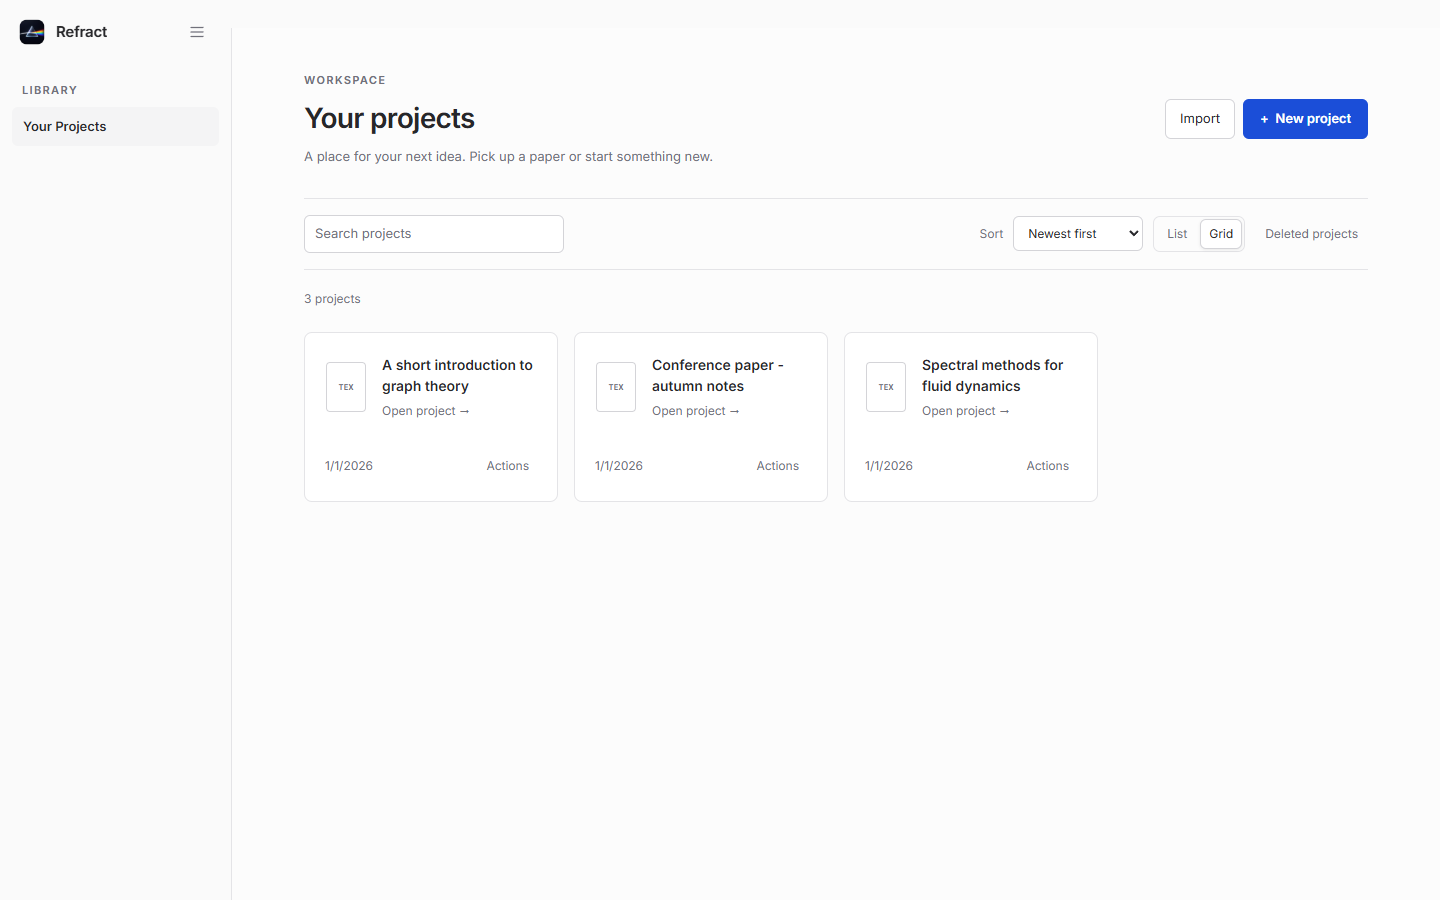 Refract
LIBRARY
Your Projects
WORKSPACE
Your projects
A place for your next idea. Pick up a paper or start something new.
Import
+ New project
Search projects
Sort
Newest first
List
Grid
Deleted projects
3 projects
TEX
A short introduction to
graph theory
Open project →
1/1/2026
Actions
TEX
Conference paper -
autumn notes
Open project →
1/1/2026
Actions
TEX
Spectral methods for
fluid dynamics
Open project →
1/1/2026
Actions